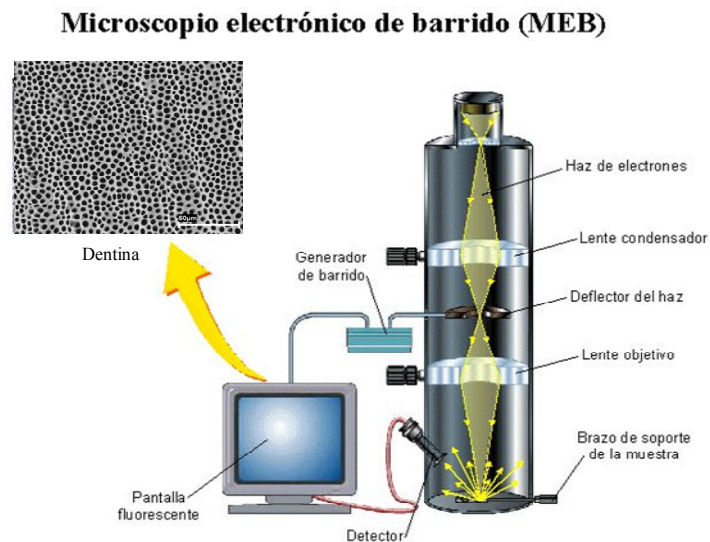 Microscopio electrónico de barrido (MEB)
50µm
Dentina
Haz de electrones
Lente condensador
Generador
de barrido
Deflector del haz
Lente objetivo
Brazo de soporte
de la muestra
Pantalla
fluorescente
Detector